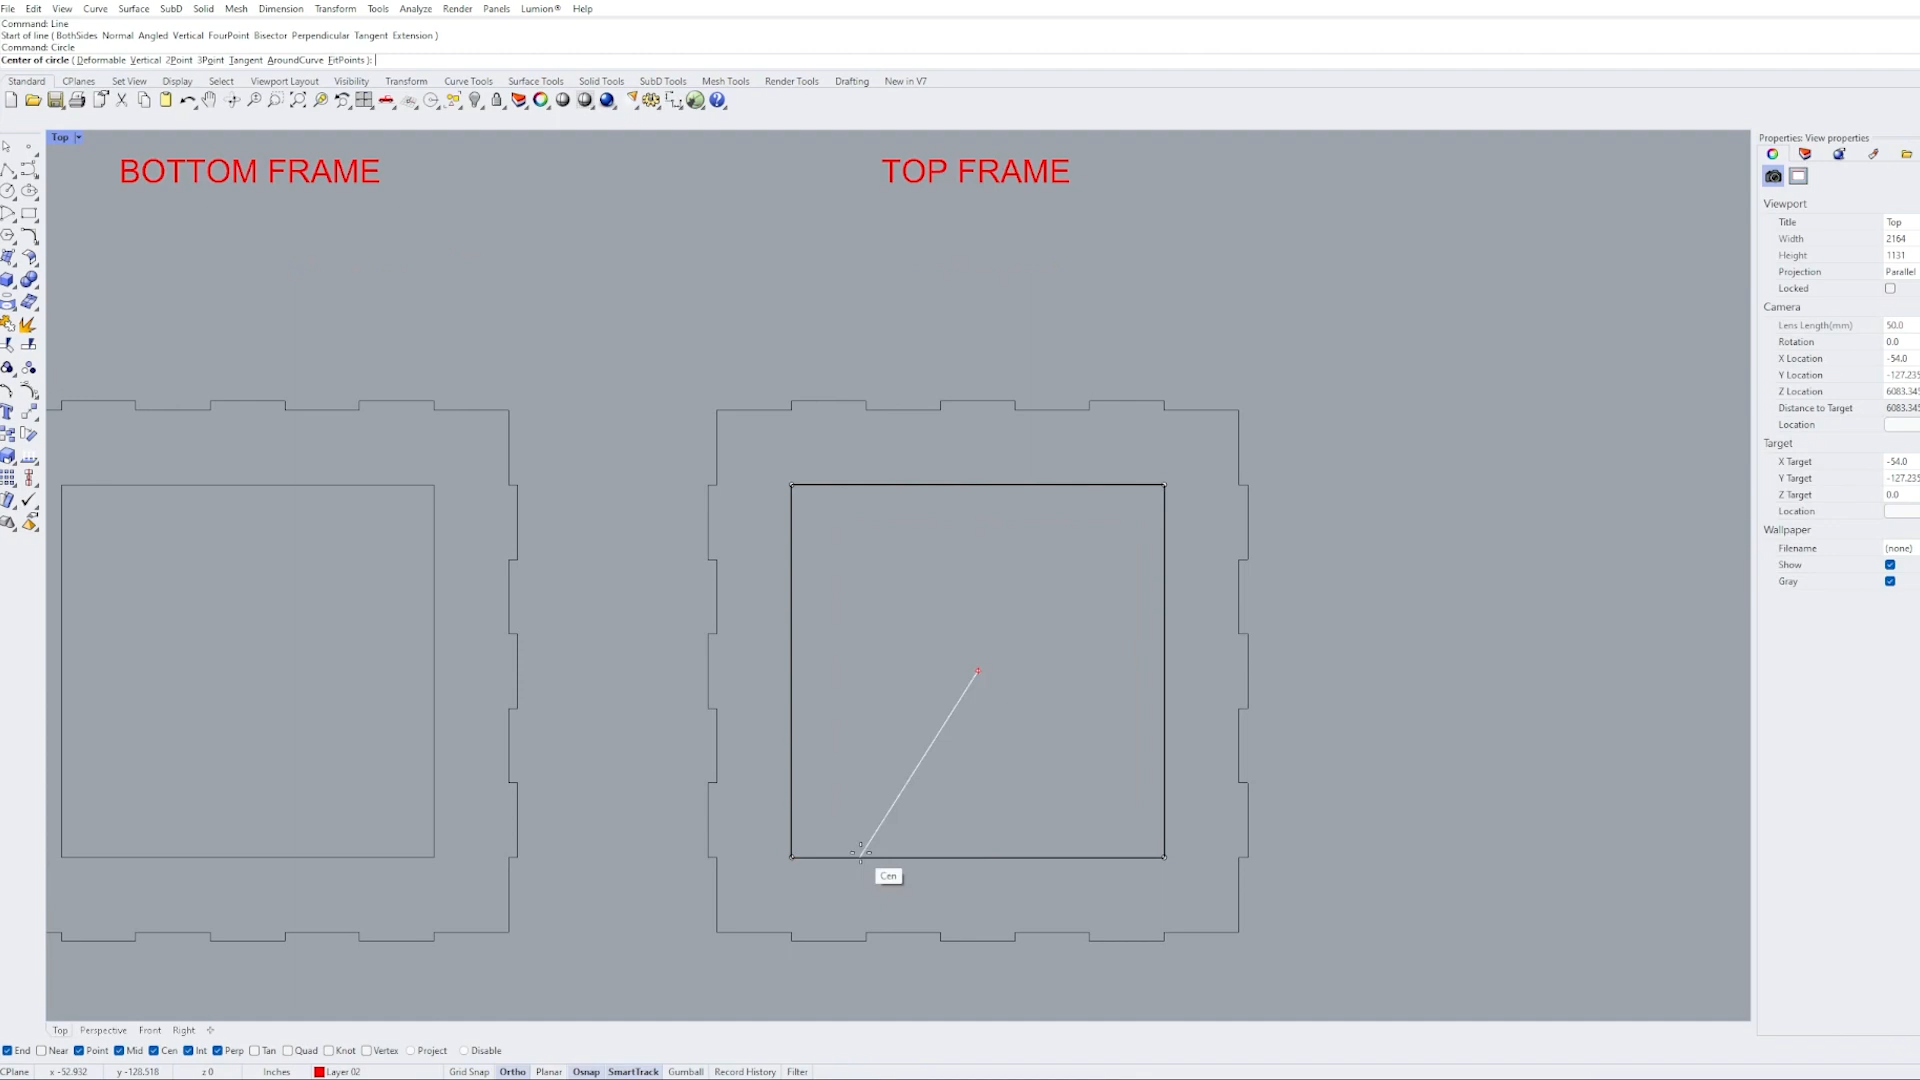 File Edit View Curve Surface SubD Solid Mesh Dimension Transform Tools Analyze Render Panels Lumion® Help
Command: Line
Start of line ( BothSides Normal Angled Vertical FourPoint Bisector Perpendicular Tangent Extension )
Command: Circle
Center of circle ( Deformable Vertical 2Point 3Point Tangent AroundCurve FitPoints ):
Standard CPlanes Set View Display Select Viewport Layout Visibility Transform Curve Tools Surface Tools Solid Tools SubD Tools Mesh Tools Render Tools Drafting New in V7
Top
BOTTOM FRAME
TOP FRAME
Cen
Properties: View properties
Viewport
Title Top
Width 2164
Height 1131
Projection Parallel
Locked
Camera
Lens Length(mm) 50.0
Rotation 0.0
X Location -54.0
Y Location -127.235
Z Location 6083.345
Distance to Target 6083.345
Location
Target
X Target -54.0
Y Target -127.235
Z Target 0.0
Location
Wallpaper
Filename (none)
Show
Gray
Top Perspective Front Right
End Near Point Mid Cen Int Perp Tan Quad Knot Vertex Project Disable
CPlane x -52.932 y -128.518 z 0 Inches Layer 02 Grid Snap Ortho Planar Osnap SmartTrack Gumball Record History Filter